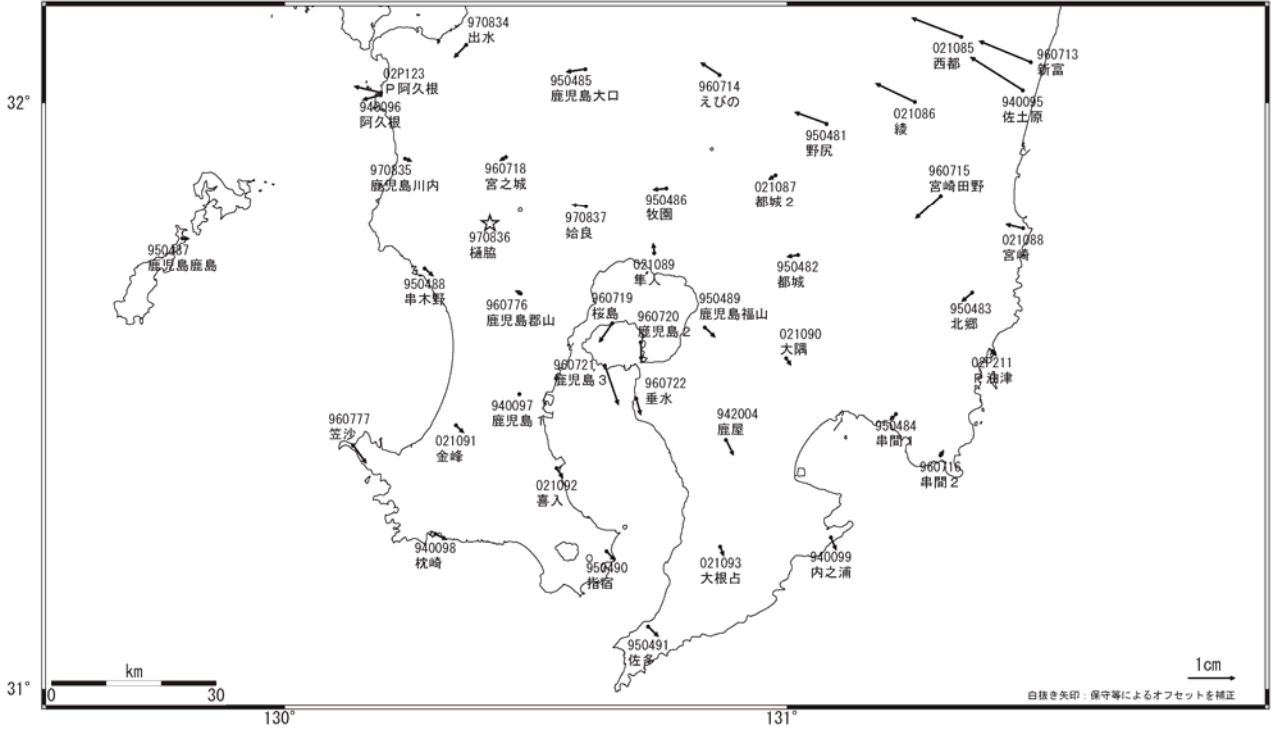 970834
出水
02P123
P阿久根
940096
阿久根
950485
鹿児島大口
960714
えびの
021085
西都
960713
新富
940095
佐土原
021086
綾
950481
野尻
32°
970835
鹿児島川内
960718
宮之城
950486
牧園
021087
都城2
960715
宮崎田野
970837
姶良
970836
樋脇
950487
鹿児島鹿島
021088
宮崎
021089
隼人
950482
都城
950488
串木野
960776
鹿児島郡山
960719
桜島
960720
鹿児島2
950489
鹿児島福山
950483
北郷
021090
大隅
960721
鹿児島3
02P211
P油津
960722
垂水
940097
鹿児島1
960777
笠沙
021091
金峰
942004
鹿屋
950484
串間1
960716
串間2
021092
喜入
940098
枕崎
950490
指宿
021093
大根占
940099
内之浦
950491
佐多
km
0 30
1cm
31°
白抜き矢印:保守等によるオフセットを補正
130°
131°